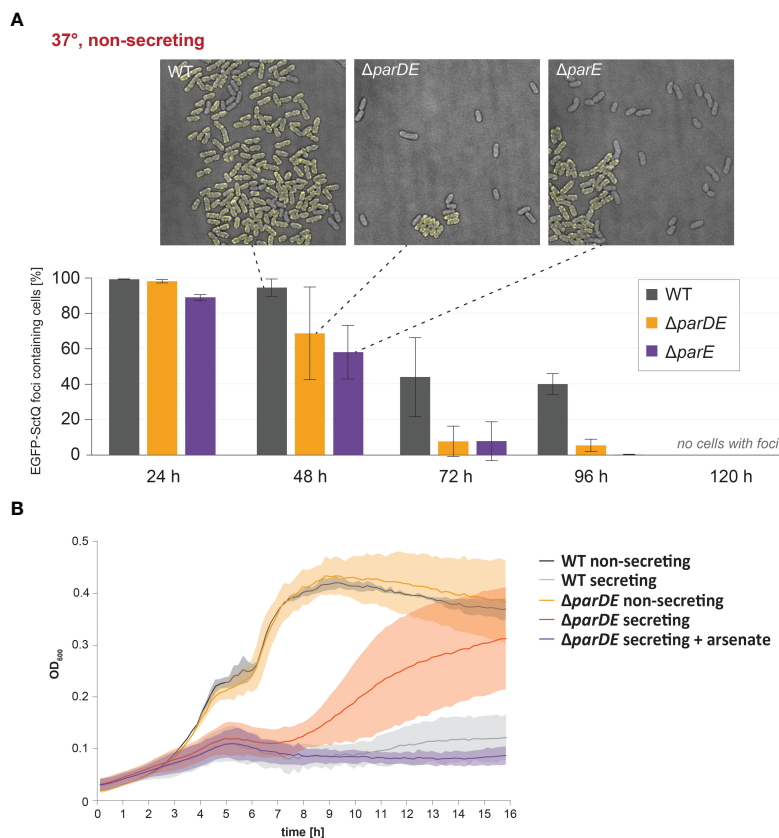 A
37°, non-secreting
WT
ΔparDE
ΔparE
EGFP-SctQ foci containing cells [%]
100
80
60
40
20
0
WT
ΔparDE
ΔparE
no cells with foci
24 h
48 h
72 h
96 h
120 h
B
OD600
0.5
0.4
0.3
0.2
0.1
0
0 1 2 3 4 5 6 7 8 9 10 11 12 13 14 15 16
time [h]
WT non-secreting
WT secreting
ΔparDE non-secreting
ΔparDE secreting
ΔparDE secreting + arsenate